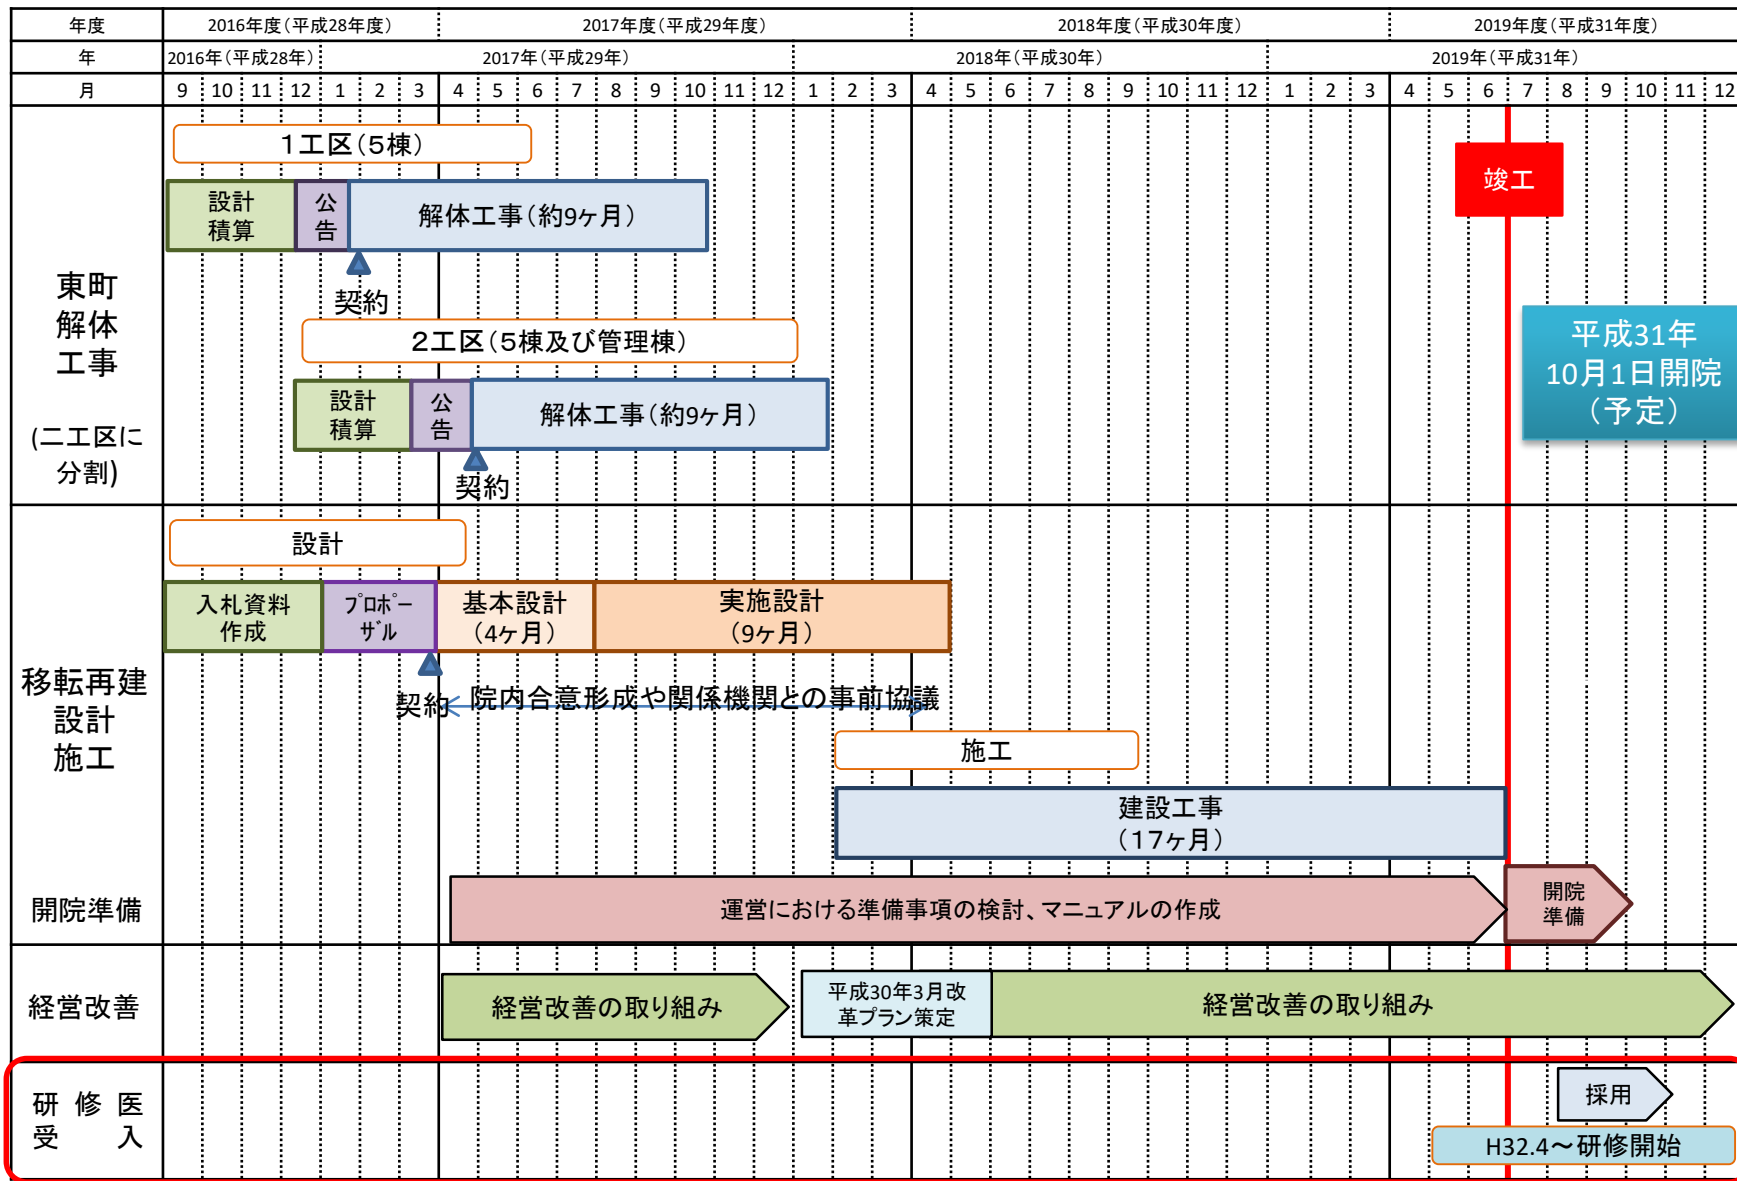 年度 2016年度(平成28年度) 2017年度(平成29年度) 2018年度(平成30年度) 2019年度(平成31年度)
年 2016年(平成28年) 2017年(平成29年) 2018年(平成30年) 2019年(平成31年)
月 9 10 11 12 1 2 3 4 5 6 7 8 9 10 11 12 1 2 3 4 5 6 7 8 9 10 11 12 1 2 3 4 5 6 7 8 9 10 11 12
東町
解体
工事
(二工区に
分割)
1工区(5棟)
設計
積算
公
告
解体工事(約9ヶ月)
契約
2工区(5棟及び管理棟)
設計
積算
公
告
解体工事(約9ヶ月)
契約
竣工
平成31年
10月1日開院
(予定)
移転再建
設計
施工
設計
入札資料
作成
プロポー
ザル
基本設計
(4ヶ月)
実施設計
(9ヶ月)
契約
院内合意形成や関係機関との事前協議
施工
建設工事
(17ヶ月)
開院準備
運営における準備事項の検討、マニュアルの作成
開院
準備
経営改善
経営改善の取り組み
平成30年3月改
革プラン策定
経営改善の取り組み
研修医
受入
採用
H32.4~研修開始